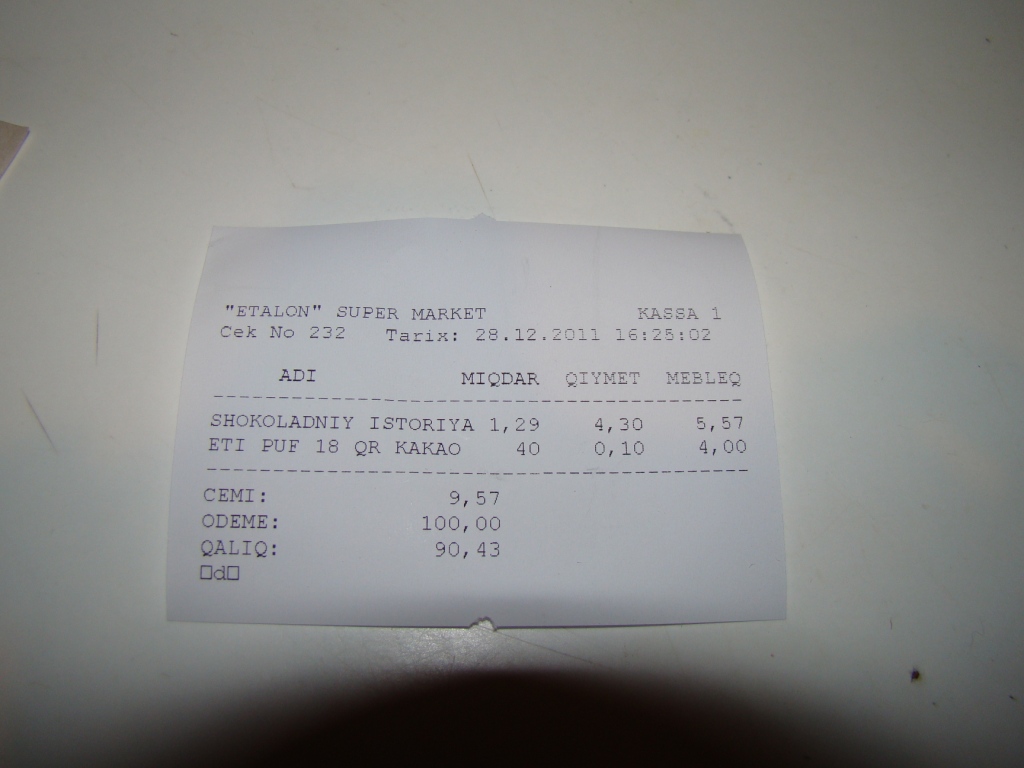 "ETALON" SUPER MARKET KASSA 1
Cek No 232 Tarix: 28.12.2011 16:25:02
ADI MIQDAR QIYMET MEBLEQ
SHOKOLADNIY ISTORIYA 1,29 4,30 5,57
ETI PUF 18 QR KAKAO 40 0,10 4,00
CEMI: 9,57
ODEME: 100,00
QALIQ: 90,43
□d□